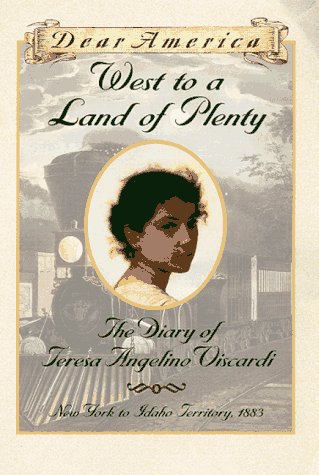 Dear America
West to a
Land of Plenty
The Diary of
Teresa Angelino Viscardi
New York to Idaho Territory, 1883